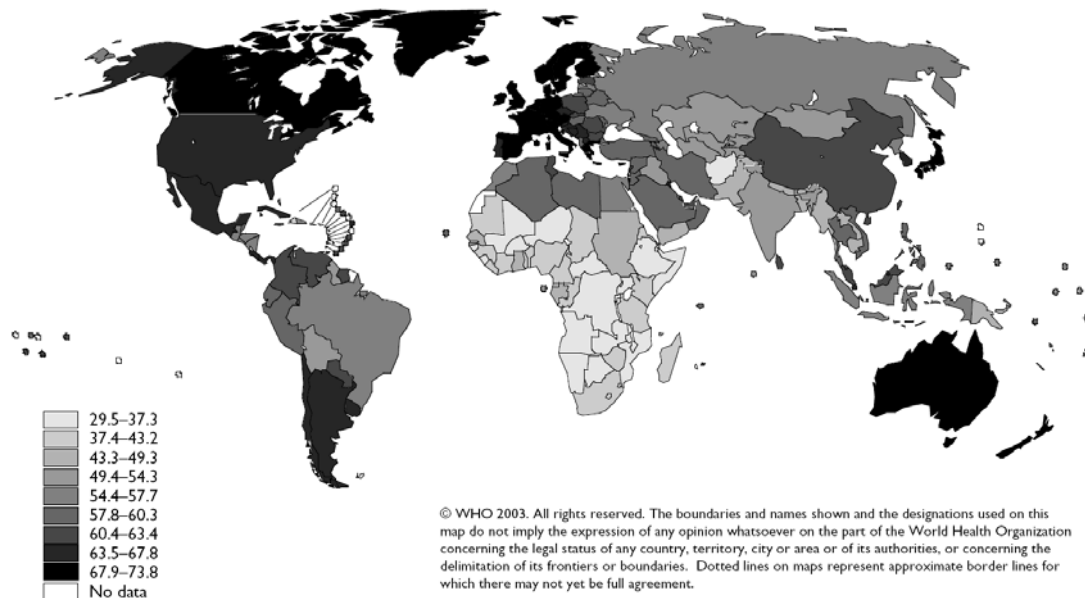 29.5–37.3
37.4–43.2
43.3–49.3
49.4–54.3
54.4–57.7
57.8–60.3
60.4–63.4
63.5–67.8
67.9–73.8
No data
© WHO 2003. All rights reserved. The boundaries and names shown and the designations used on this
map do not imply the expression of any opinion whatsoever on the part of the World Health Organization
concerning the legal status of any country, territory, city or area or of its authorities, or concerning the
delimitation of its frontiers or boundaries. Dotted lines on maps represent approximate border lines for
which there may not yet be full agreement.